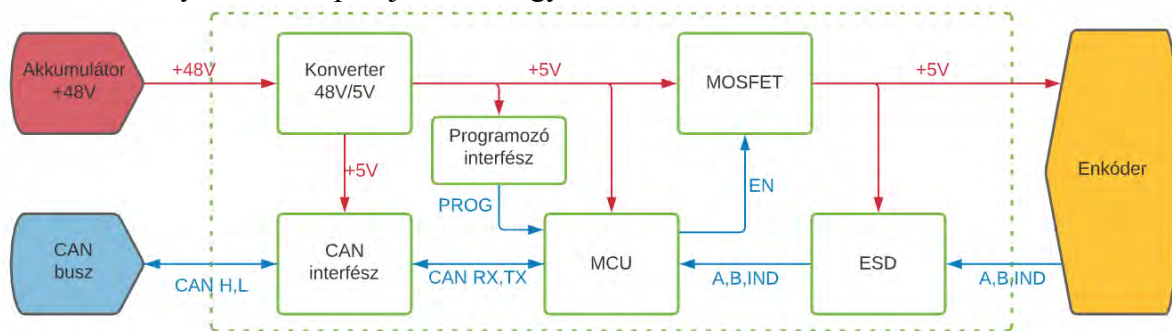 Akkumulátor
+48V
+48V
Konverter
48V/5V
+5V
MOSFET
+5V
Programozó
interfész
+5V
PROG
EN
Enkóder
CAN
busz
CAN H,L
CAN
interfész
CAN RX,TX
MCU
A,B,IND
ESD
A,B,IND